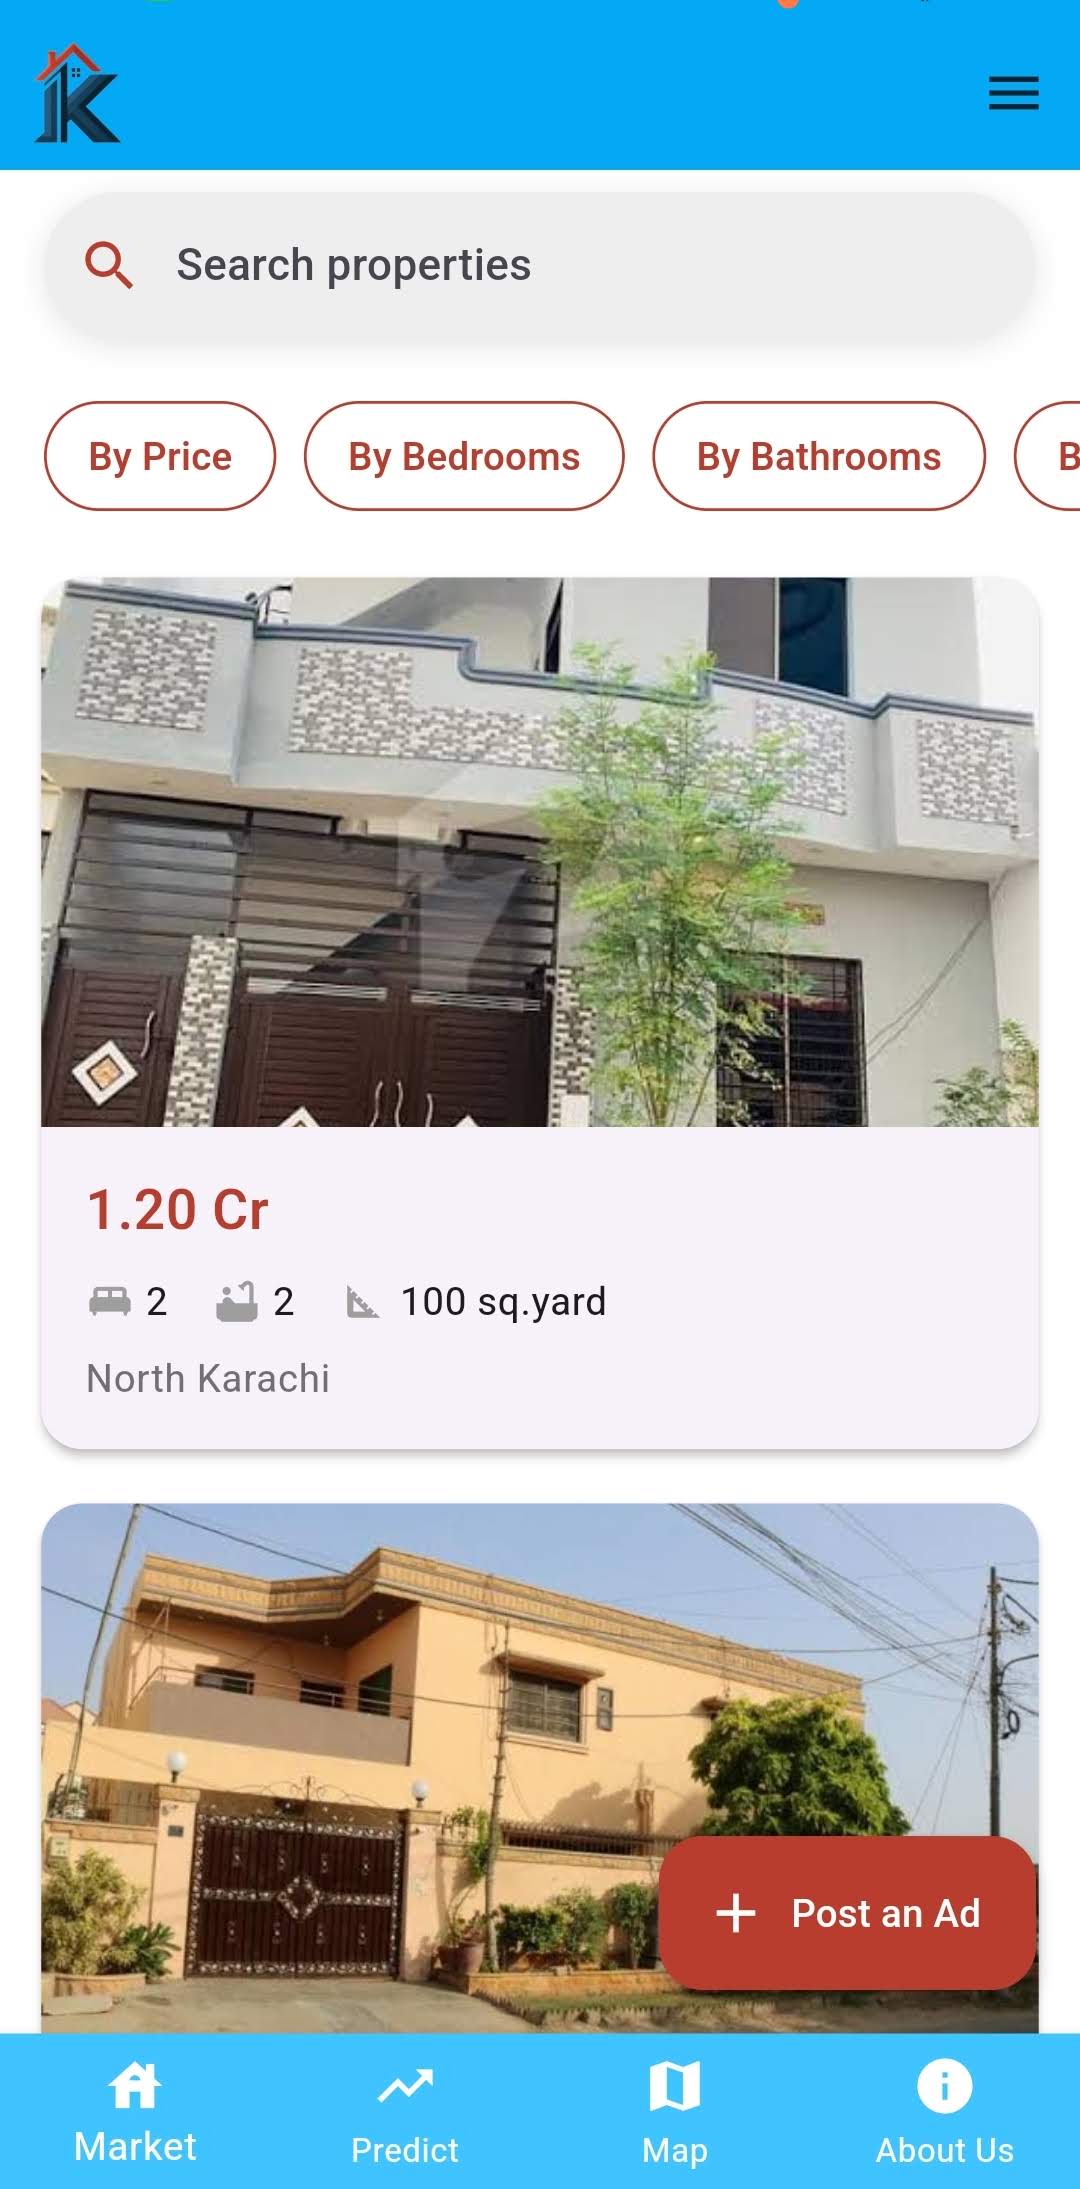 Search properties
By Price
By Bedrooms
By Bathrooms
B
1.20 Cr
2
2
100 sq.yard
North Karachi
Post an Ad
Market
Predict
Map
About Us